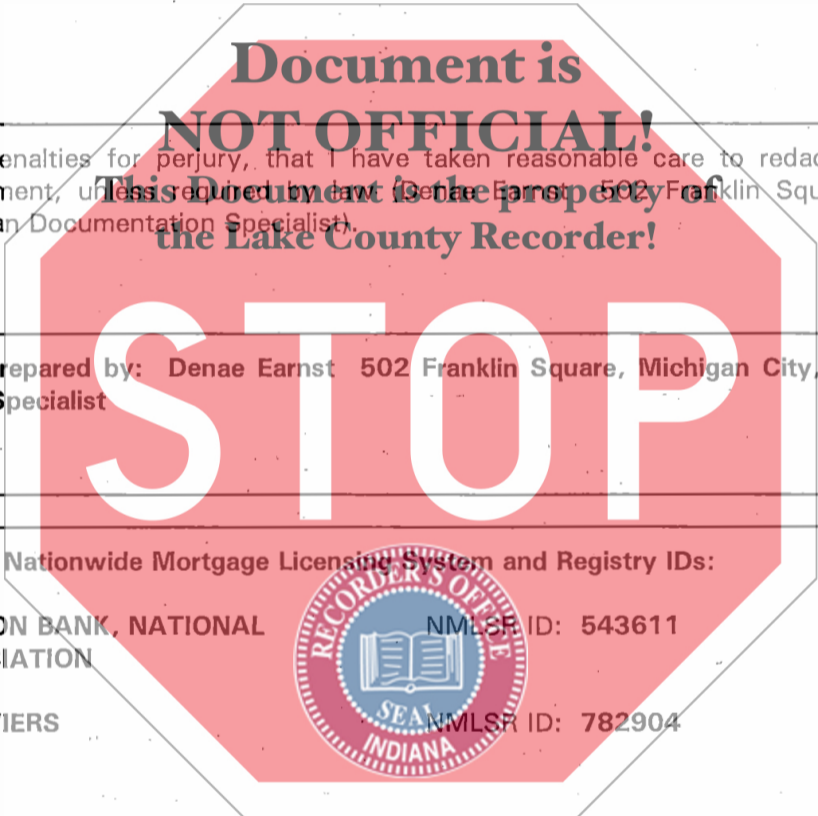 Document is
NOT OFFICIAL!
enalties for perjury, that I have taken reasonable care to redac
ment, unless required by law (Denae Earnst 502 Franklin Squ
This Document is the property of
n Documentation Specialist).
the Lake County Recorder!
STOP
repared by: Denae Earnst 502 Franklin Square, Michigan City,
Specialist
Nationwide Mortgage Licensing System and Registry IDs:
RECORDER'S OFFICE
ON BANK, NATIONAL NMLSR ID: 543611
IATION
SEAL
IERS NMLSR ID: 782904
INDIANA